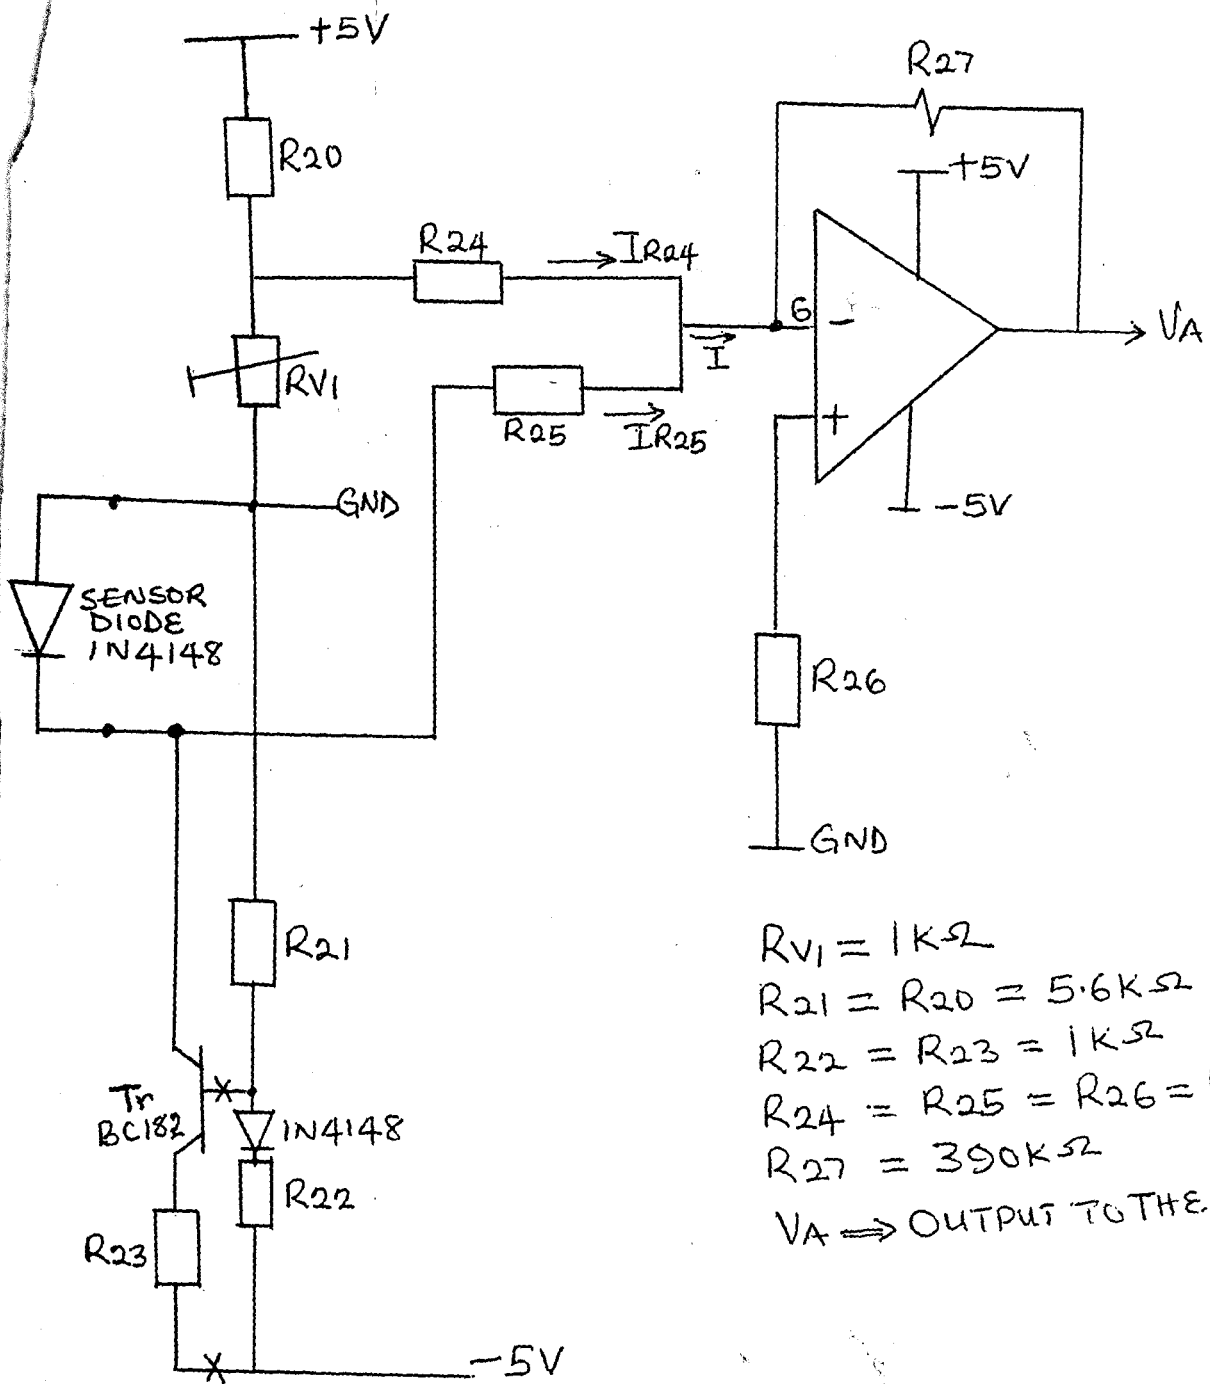 +5V
R20
R27
+5V
R24
IR24
6
-
VA
I
RV1
R25
IR25
+
-5V
GND
SENSOR
DIODE
1N4148
R26
GND
R21
RV1 = 1KΩ
R21 = R20 = 5.6KΩ
R22 = R23 = 1KΩ
R24 = R25 = R26 =
R27 = 390KΩ
VA ⇒ OUTPUT TO THE
Tr
BC182
1N4148
R22
R23
-5V